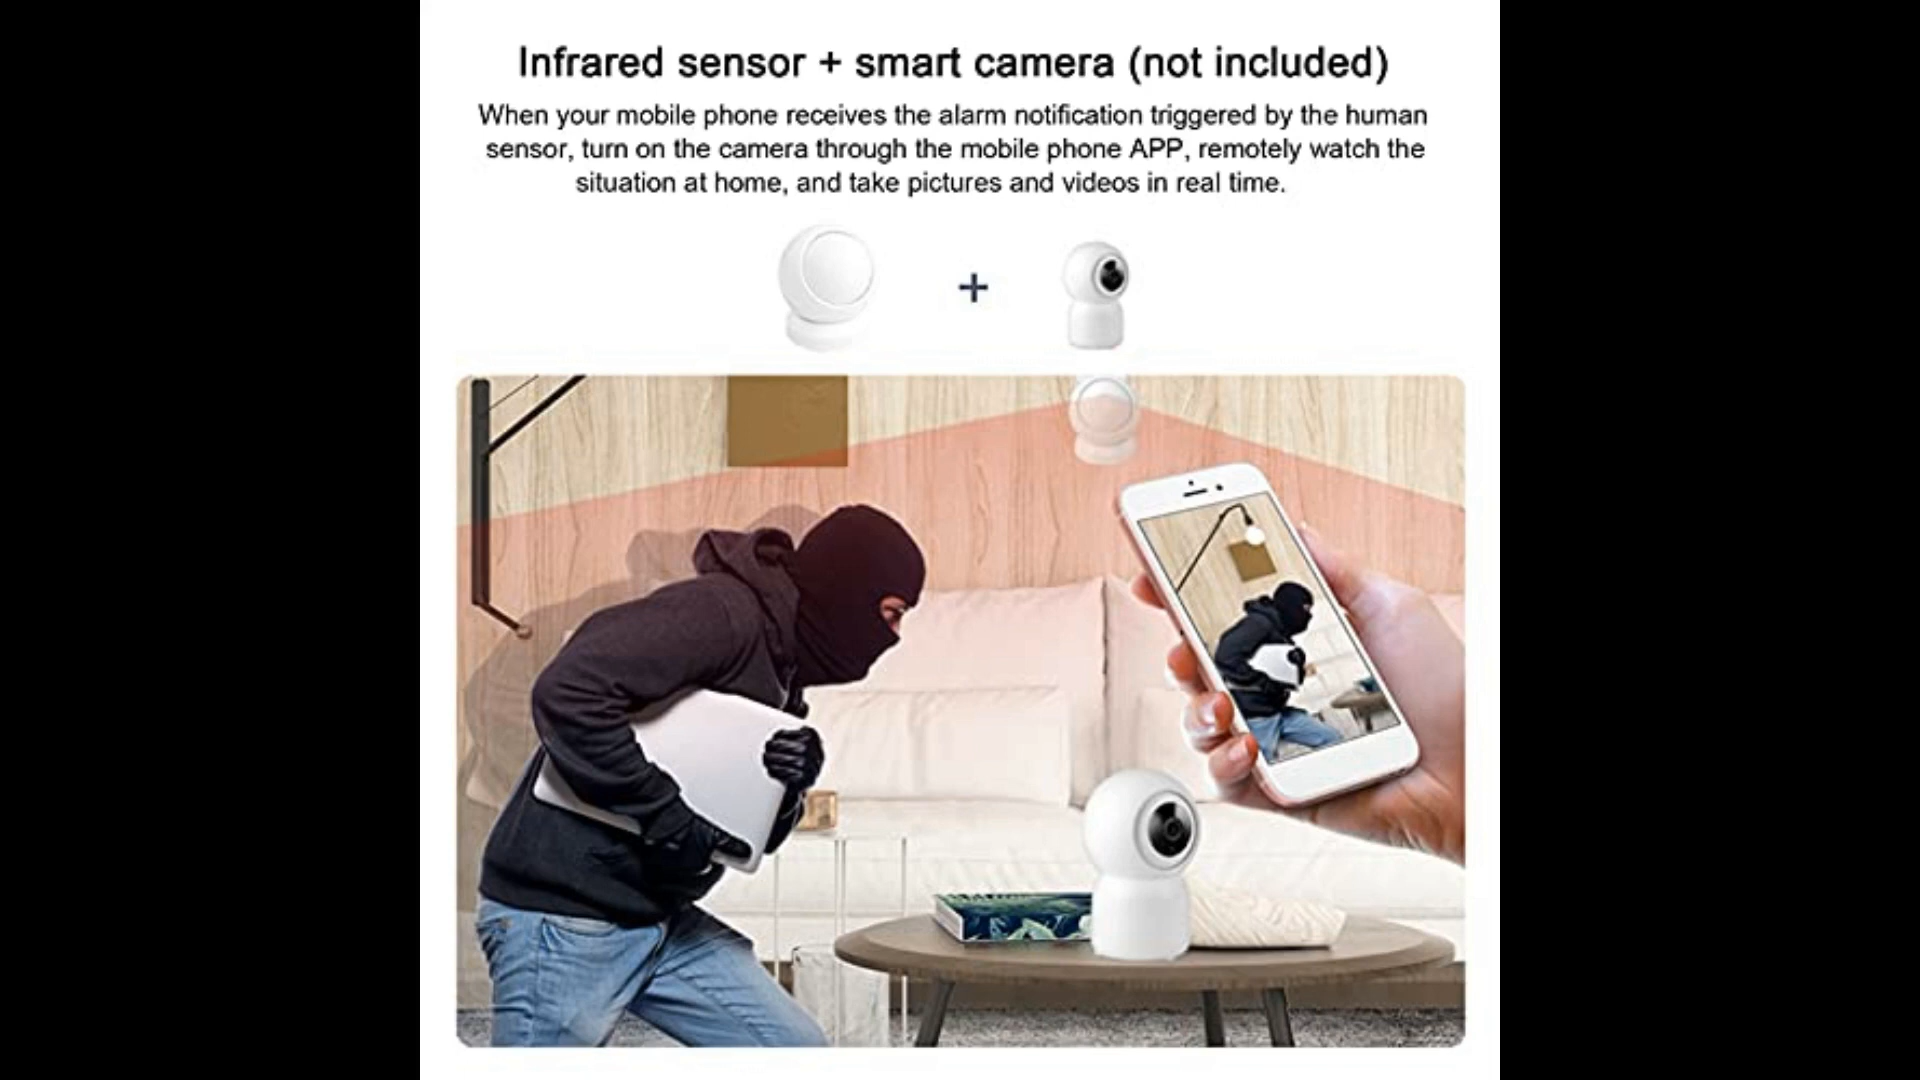 Infrared sensor + smart camera (not included)
When your mobile phone receives the alarm notification triggered by the human
sensor, turn on the camera through the mobile phone APP, remotely watch the
situation at home, and take pictures and videos in real time.